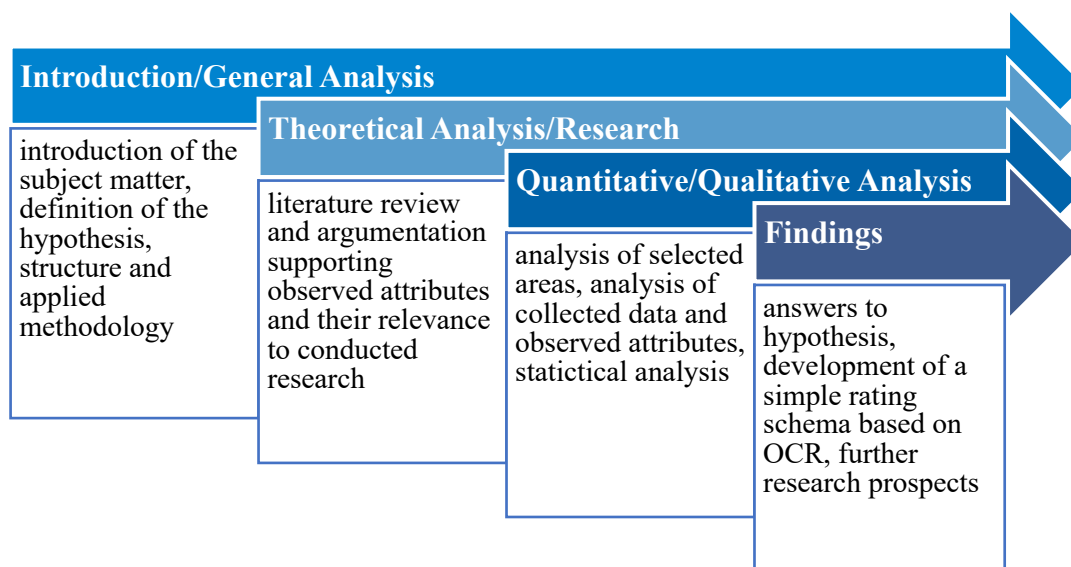 Introduction/General Analysis
introduction of the
subject matter,
definition of the
hypothesis,
structure and
applied
methodology
Theoretical Analysis/Research
literature review
and argumentation
supporting
observed attributes
and their relevance
to conducted
research
Quantitative/Qualitative Analysis
analysis of selected
areas, analysis of
collected data and
observed attributes,
statictical analysis
Findings
answers to
hypothesis,
development of a
simple rating
schema based on
OCR, further
research prospects